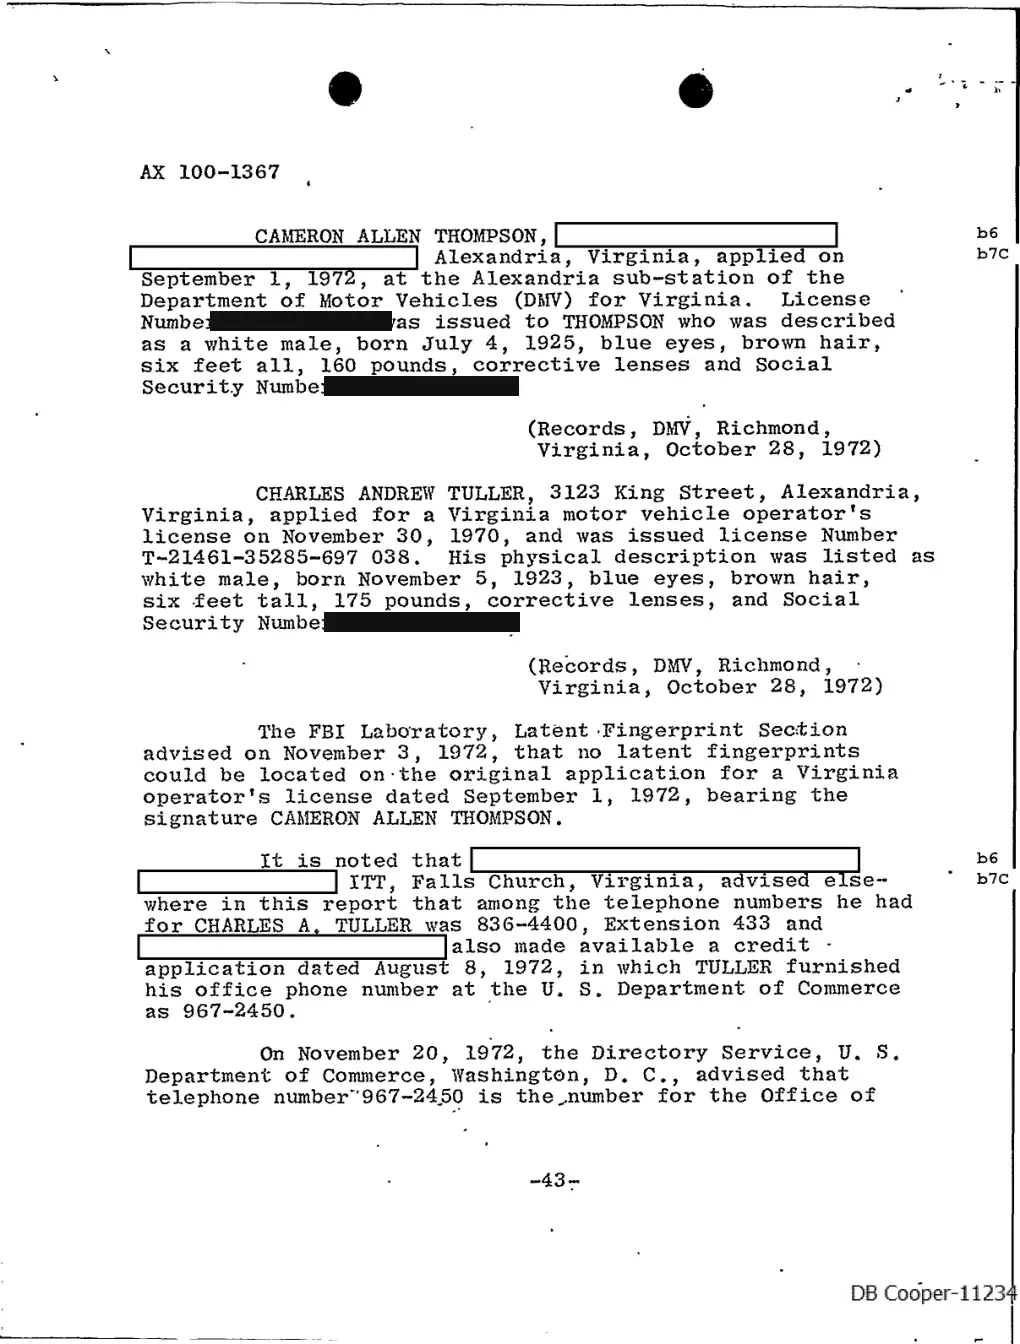 AX 100-1367
CAMERON ALLEN THOMPSON,
b6
Alexandria, Virginia, applied on
b7C
September 1, 1972, at the Alexandria sub-station of the
Department of Motor Vehicles (DMV) for Virginia. License
Number was issued to THOMPSON who was described
as a white male, born July 4, 1925, blue eyes, brown hair,
six feet all, 160 pounds, corrective lenses and Social
Security Number
(Records, DMV, Richmond,
Virginia, October 28, 1972)
CHARLES ANDREW TULLER, 3123 King Street, Alexandria,
Virginia, applied for a Virginia motor vehicle operator's
license on November 30, 1970, and was issued license Number
T-21461-35285-697 038. His physical description was listed as
white male, born November 5, 1923, blue eyes, brown hair,
six feet tall, 175 pounds, corrective lenses, and Social
Security Number
(Records, DMV, Richmond,
Virginia, October 28, 1972)
The FBI Laboratory, Latent Fingerprint Section
advised on November 3, 1972, that no latent fingerprints
could be located on the original application for a Virginia
operator's license dated September 1, 1972, bearing the
signature CAMERON ALLEN THOMPSON.
It is noted that
b6
ITT, Falls Church, Virginia, advised else-
b7C
where in this report that among the telephone numbers he had
for CHARLES A. TULLER was 836-4400, Extension 433 and
also made available a credit
application dated August 8, 1972, in which TULLER furnished
his office phone number at the U. S. Department of Commerce
as 967-2450.
On November 20, 1972, the Directory Service, U. S.
Department of Commerce, Washington, D. C., advised that
telephone number 967-2450 is the number for the Office of
-43-
DB Cooper-11234